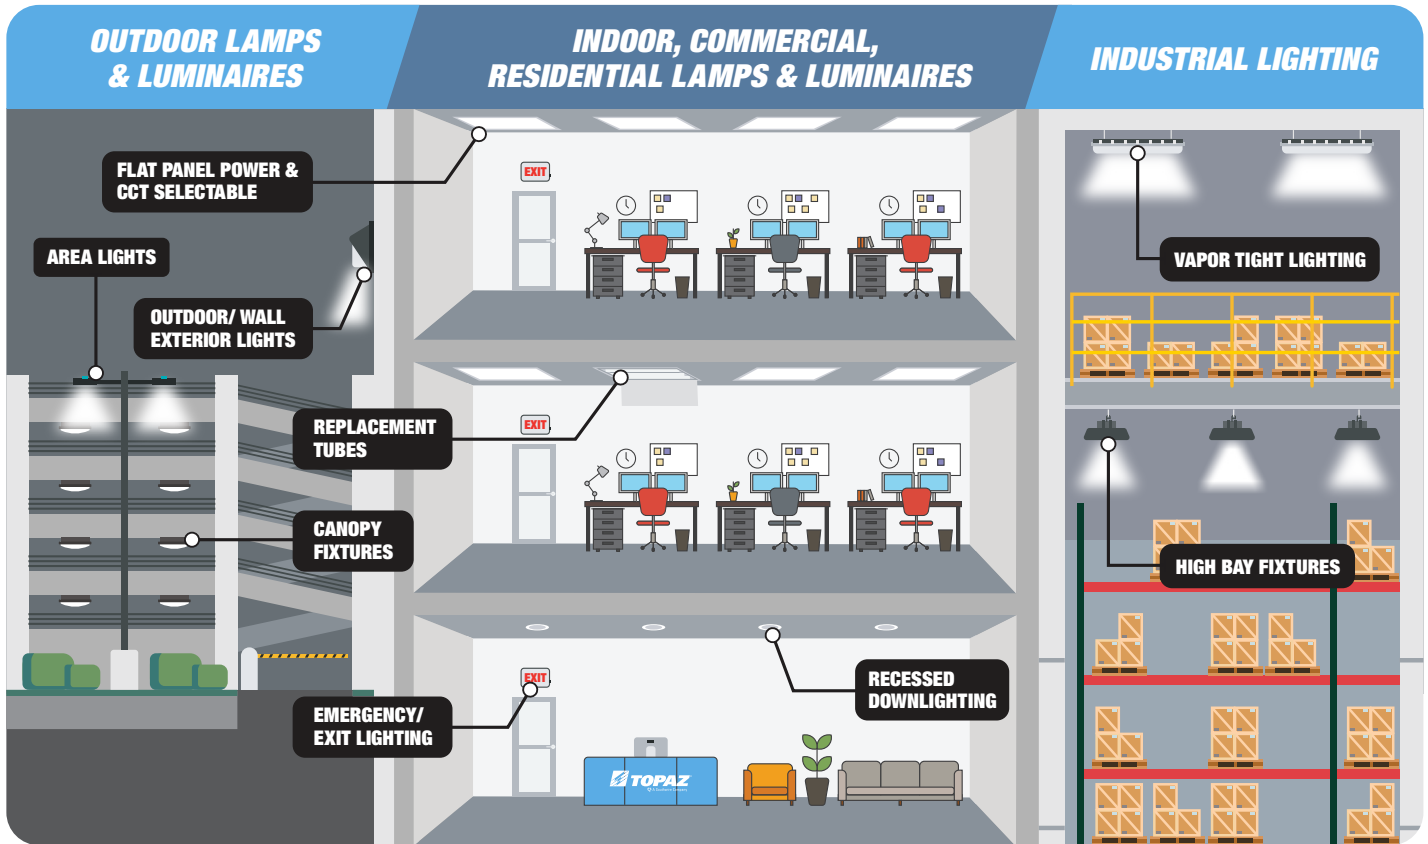 OUTDOOR LAMPS
& LUMINAIRES
INDOOR, COMMERCIAL,
RESIDENTIAL LAMPS & LUMINAIRES
INDUSTRIAL LIGHTING
FLAT PANEL POWER &
CCT SELECTABLE
EXIT
AREA LIGHTS
OUTDOOR/ WALL
EXTERIOR LIGHTS
VAPOR TIGHT LIGHTING
REPLACEMENT
TUBES
EXIT
CANOPY
FIXTURES
HIGH BAY FIXTURES
EXIT
RECESSED
DOWNLIGHTING
EMERGENCY/
EXIT LIGHTING
TOPAZ